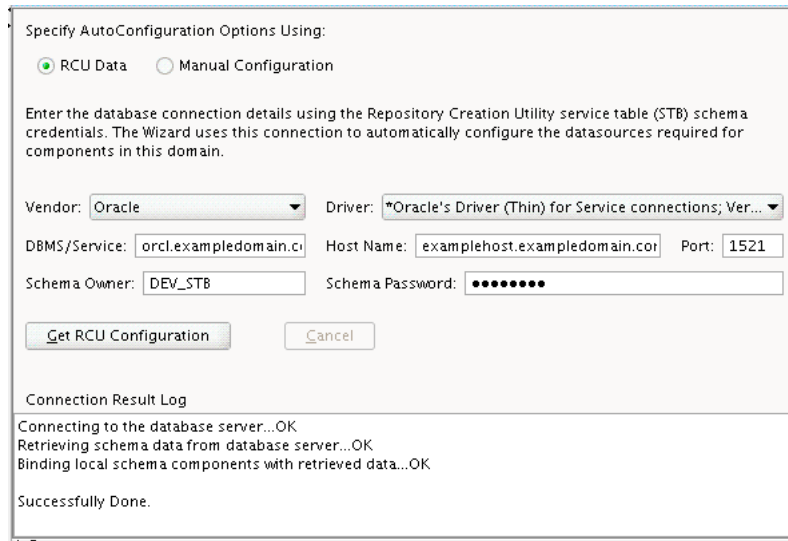 Specify AutoConfiguration Options Using:
RCU Data Manual Configuration
Enter the database connection details using the Repository Creation Utility service table (STB) schema
credentials. The Wizard uses this connection to automatically configure the datasources required for
components in this domain.
Vendor: Oracle Driver: *Oracle's Driver (Thin) for Service connections; Ver...
DBMS/Service: orcl.exampledomain.c Host Name: examplehost.exampledomain.com Port: 1521
Schema Owner: DEV_STB Schema Password: ●●●●●●●●
Get RCU Configuration Cancel
Connection Result Log
Connecting to the database server...OK
Retrieving schema data from database server...OK
Binding local schema components with retrieved data...OK
Successfully Done.